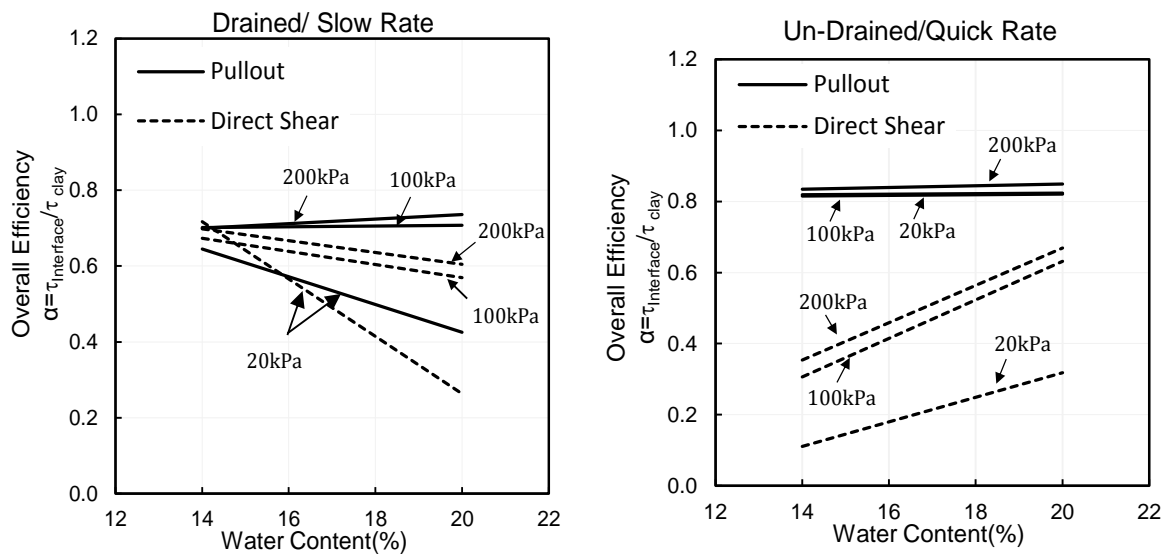 Drained/ Slow Rate
1.2
1.0
0.8
0.6
0.4
0.2
0.0
12
14
16
18
20
22
Water Content(%)
Overall Efficiency
α=τInterface/τ clay
Pullout
Direct Shear
200kPa
100kPa
200kPa
100kPa
20kPa
Un-Drained/Quick Rate
1.2
1.0
0.8
0.6
0.4
0.2
0.0
12
14
16
18
20
22
Water Content(%)
Overall Efficiency
α=τInterface/τ clay
Pullout
Direct Shear
200kPa
100kPa
20kPa
200kPa
100kPa
20kPa